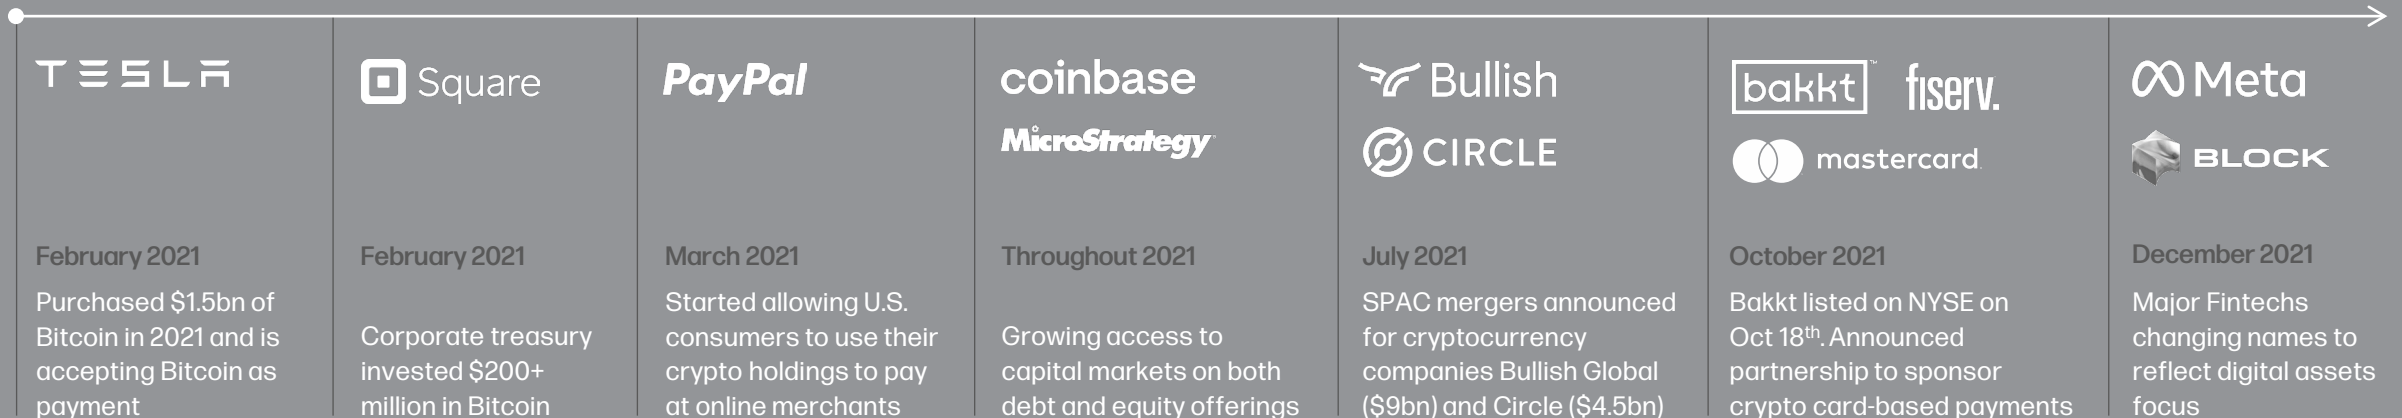 TESLA
February 2021
Purchased $1.5bn of
Bitcoin in 2021 and is
accepting Bitcoin as
payment
Square
February 2021
Corporate treasury
invested $200+
million in Bitcoin
PayPal
March 2021
Started allowing U.S.
consumers to use their
crypto holdings to pay
at online merchants
coinbase
MicroStrategy
Throughout 2021
Growing access to
capital markets on both
debt and equity offerings
Bullish
CIRCLE
July 2021
SPAC mergers announced
for cryptocurrency
companies Bullish Global
($9bn) and Circle ($4.5bn)
bakkt™ fiserv.
mastercard.
October 2021
Bakkt listed on NYSE on
Oct 18th. Announced
partnership to sponsor
crypto card-based payments
Meta
BLOCK
December 2021
Major Fintechs
changing names to
reflect digital assets
focus